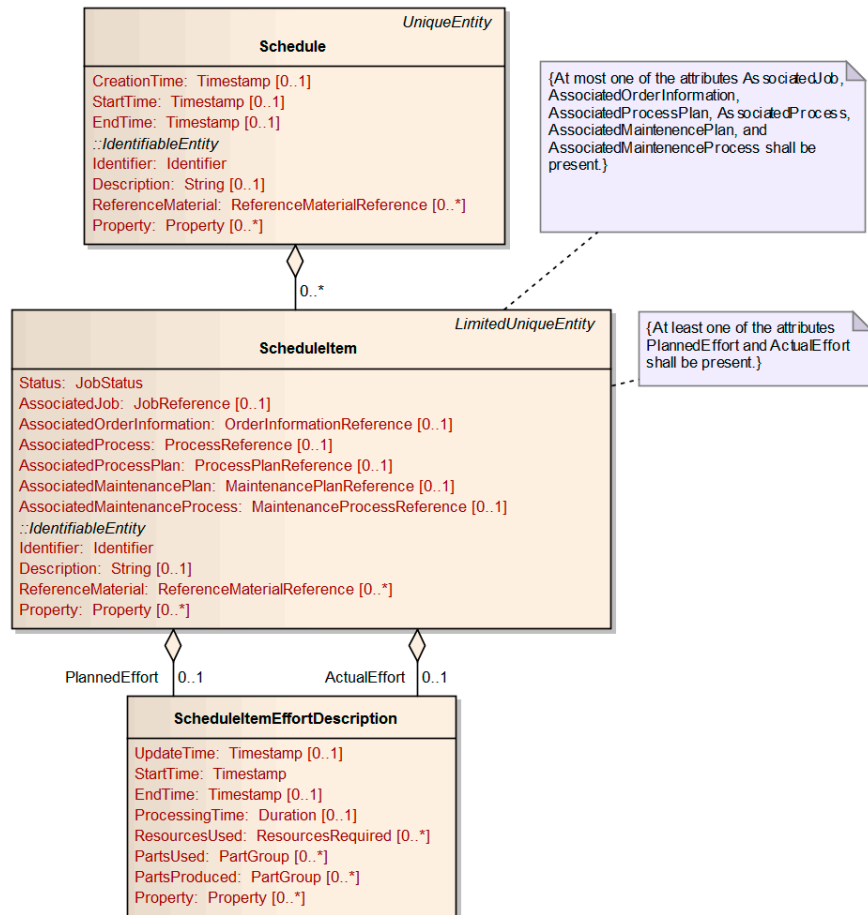 UniqueEntity
Schedule
CreationTime: Timestamp [0..1]
StartTime: Timestamp [0..1]
EndTime: Timestamp [0..1]
::IdentifiableEntity
Identifier: Identifier
Description: String [0..1]
ReferenceMaterial: ReferenceMaterialReference [0..*]
Property: Property [0..*]
{At most one of the attributes AssociatedJob,
AssociatedOrderInformation,
AssociatedProcessPlan, AssociatedProcess,
AssociatedMaintenencePlan, and
AssociatedMaintenenceProcess shall be
present.}
0..*
LimitedUniqueEntity
ScheduleItem
Status: JobStatus
AssociatedJob: JobReference [0..1]
AssociatedOrderInformation: OrderInformationReference [0..1]
AssociatedProcess: ProcessReference [0..1]
AssociatedProcessPlan: ProcessPlanReference [0..1]
AssociatedMaintenancePlan: MaintenancePlanReference [0..1]
AssociatedMaintenanceProcess: MaintenanceProcessReference [0..1]
::IdentifiableEntity
Identifier: Identifier
Description: String [0..1]
ReferenceMaterial: ReferenceMaterialReference [0..*]
Property: Property [0..*]
{At least one of the attributes
PlannedEffort and ActualEffort
shall be present.}
PlannedEffort 0..1
ActualEffort 0..1
ScheduleItemEffortDescription
UpdateTime: Timestamp [0..1]
StartTime: Timestamp
EndTime: Timestamp [0..1]
ProcessingTime: Duration [0..1]
ResourcesUsed: ResourcesRequired [0..*]
PartsUsed: PartGroup [0..*]
PartsProduced: PartGroup [0..*]
Property: Property [0..*]